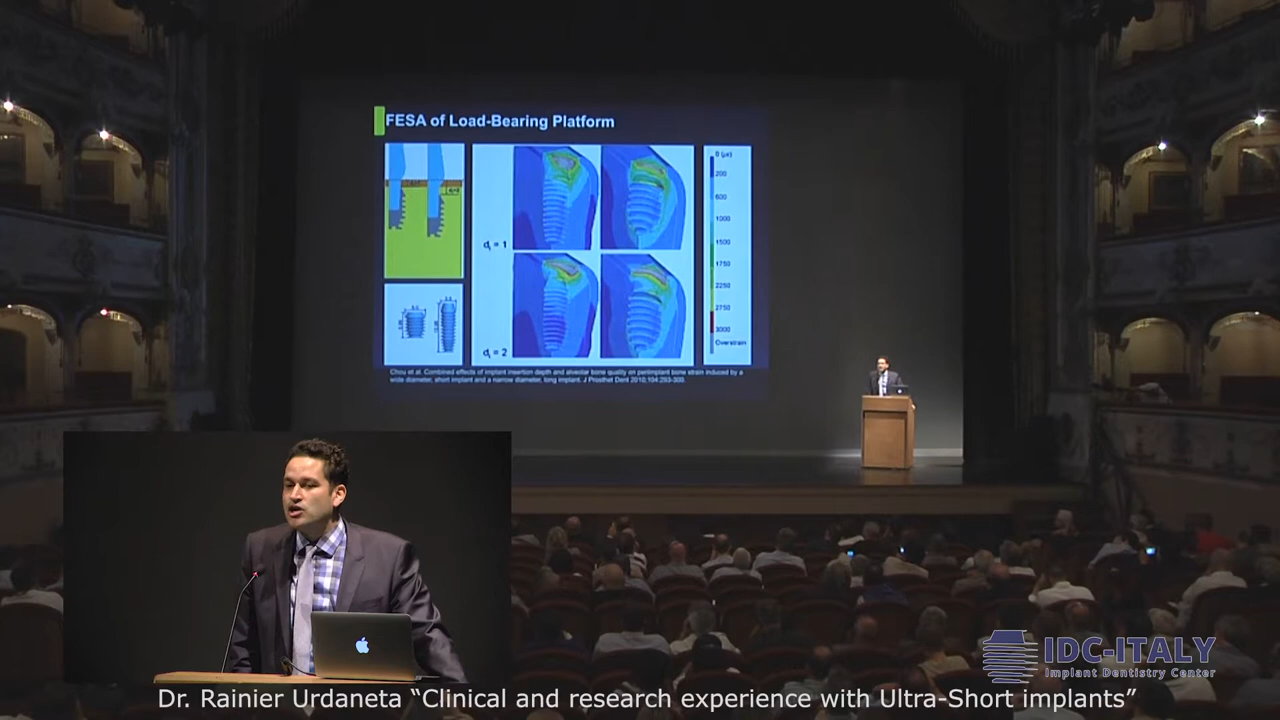 FESA of Load-Bearing Platform
0 (µε)
200
600
1000
1500
1750
2250
2750
3000
Overstrain
d = 1
d = 2
Chou et al. Combined effects of implant insertion depth and alveolar bone quality on periimplant bone strain induced by a
wide diameter, short implant and a narrow diameter, long implant. J Prosthet Dent 2010;104:293-300.
IDC-ITALY
Implant Dentistry Center
Dr. Rainier Urdaneta “Clinical and research experience with Ultra-Short implants”